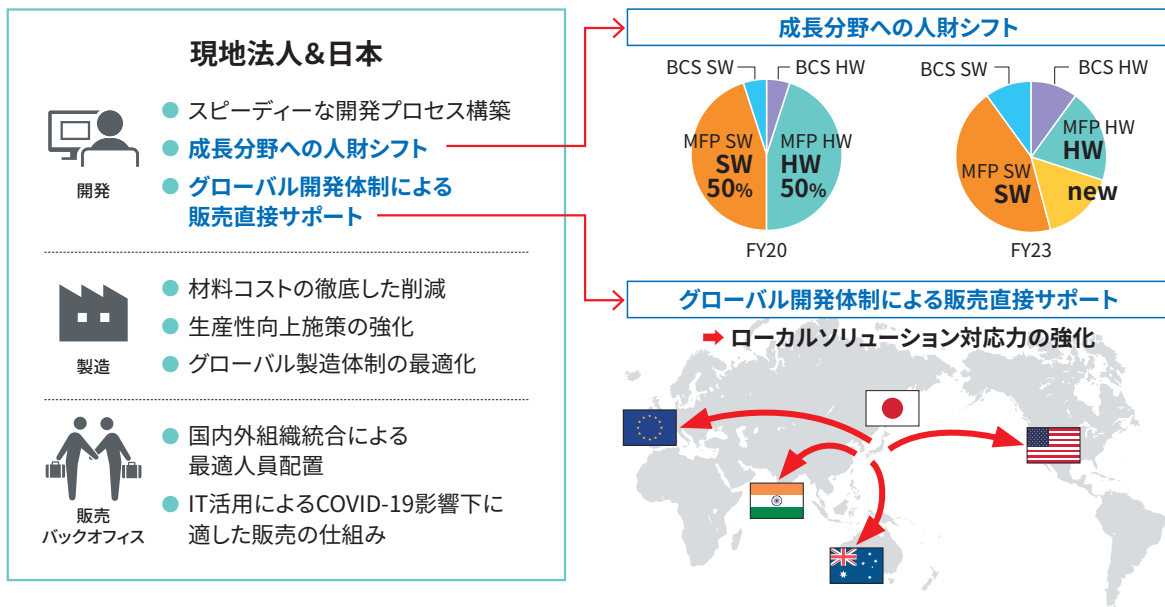 現地法人&日本
開発
スピーディーな開発プロセス構築
成長分野への人財シフト
グローバル開発体制による
販売直接サポート
製造
材料コストの徹底した削減
生産性向上施策の強化
グローバル製造体制の最適化
販売
バックオフィス
国内外組織統合による
最適人員配置
IT活用によるCOVID-19影響下に
適した販売の仕組み
成長分野への人財シフト
BCS SW
BCS HW
MFP SW
SW
50%
MFP HW
HW
50%
FY20
BCS SW
BCS HW
MFP HW
HW
MFP SW
SW
new
FY23
グローバル開発体制による販売直接サポート
ローカルソリューション対応力の強化